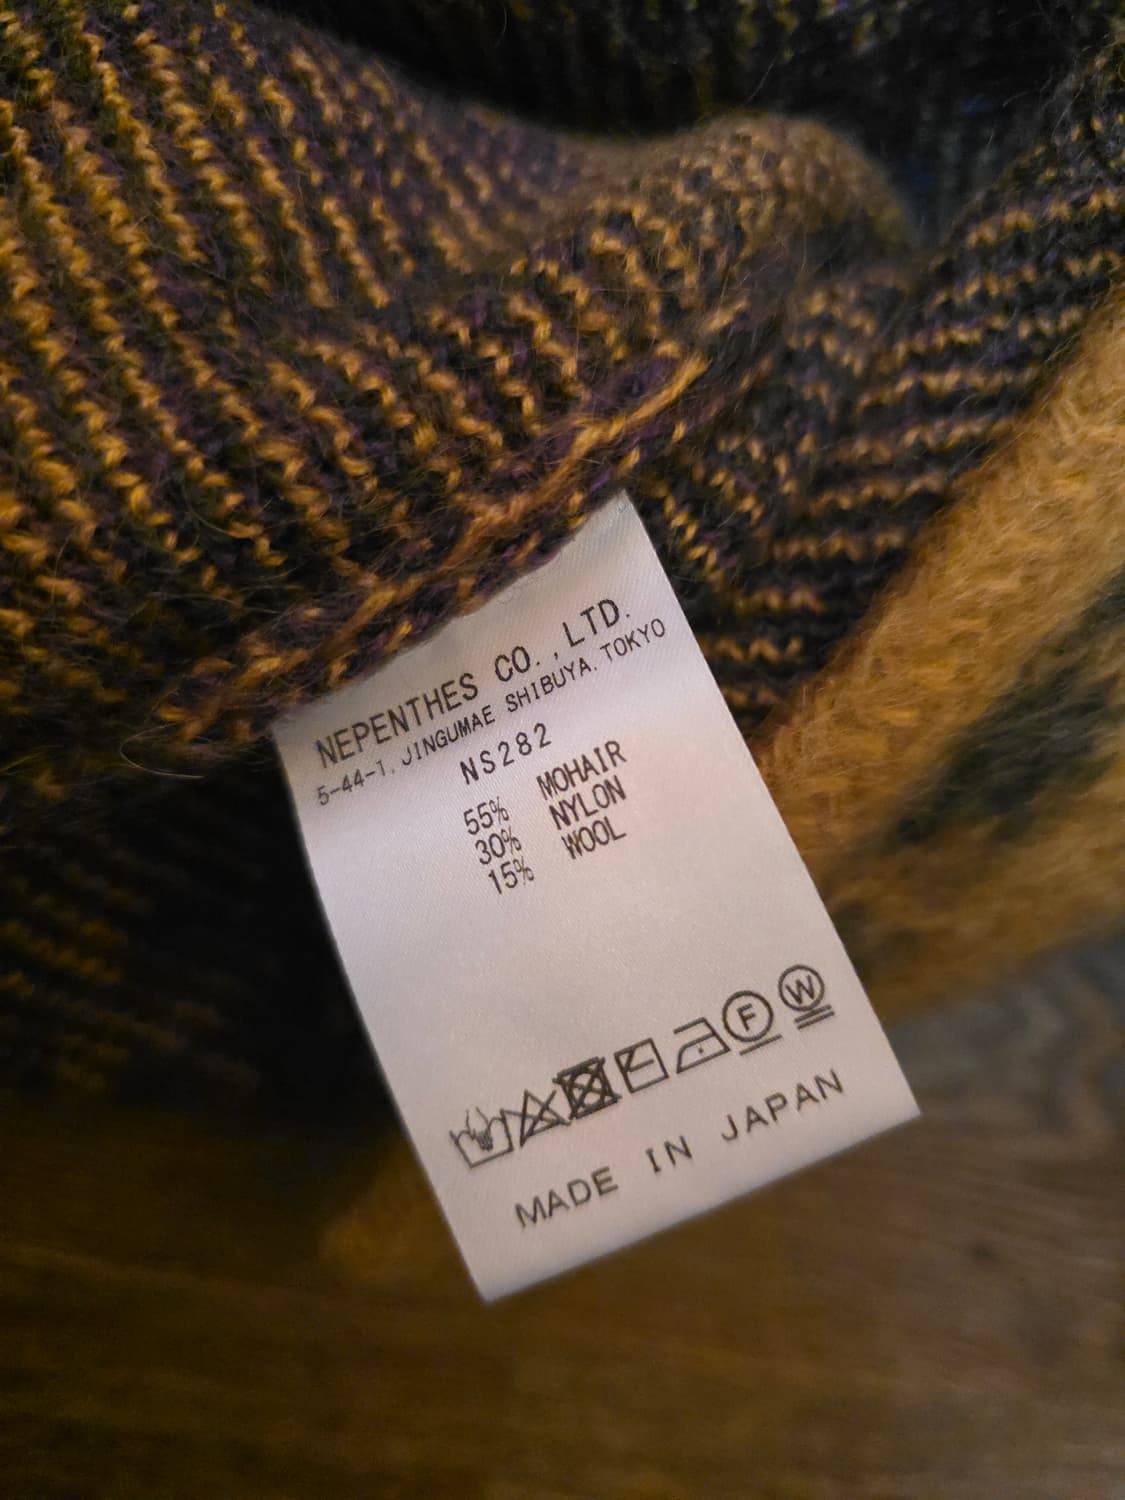 NEPENTHES CO., LTD.
5-44-1, JINGUMAE SHIBUYA, TOKYO
NS282
55% MOHAIR
30% NYLON
15% WOOL
F W
MADE IN JAPAN